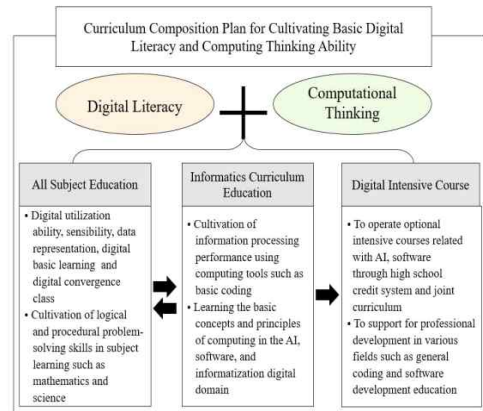 Curriculum Composition Plan for Cultivating Basic Digital
Literacy and Computing Thinking Ability
Digital Literacy
Computational
Thinking
All Subject Education
• Digital utilization
ability, sensibility, data
representation, digital
basic learning and
digital convergence
class
• Cultivation of logical
and procedural problem-
solving skills in subject
learning such as
mathematics and
science
Informatics Curriculum
Education
• Cultivation of
information processing
performance using
computing tools such as
basic coding
• Learning the basic
concepts and principles
of computing in the AI,
software, and
informatization digital
domain
Digital Intensive Course
• To operate optional
intensive courses related
with AI, software
through high school
credit system and joint
curriculum
• To support for professional
development in various
fields such as general
coding and software
development education